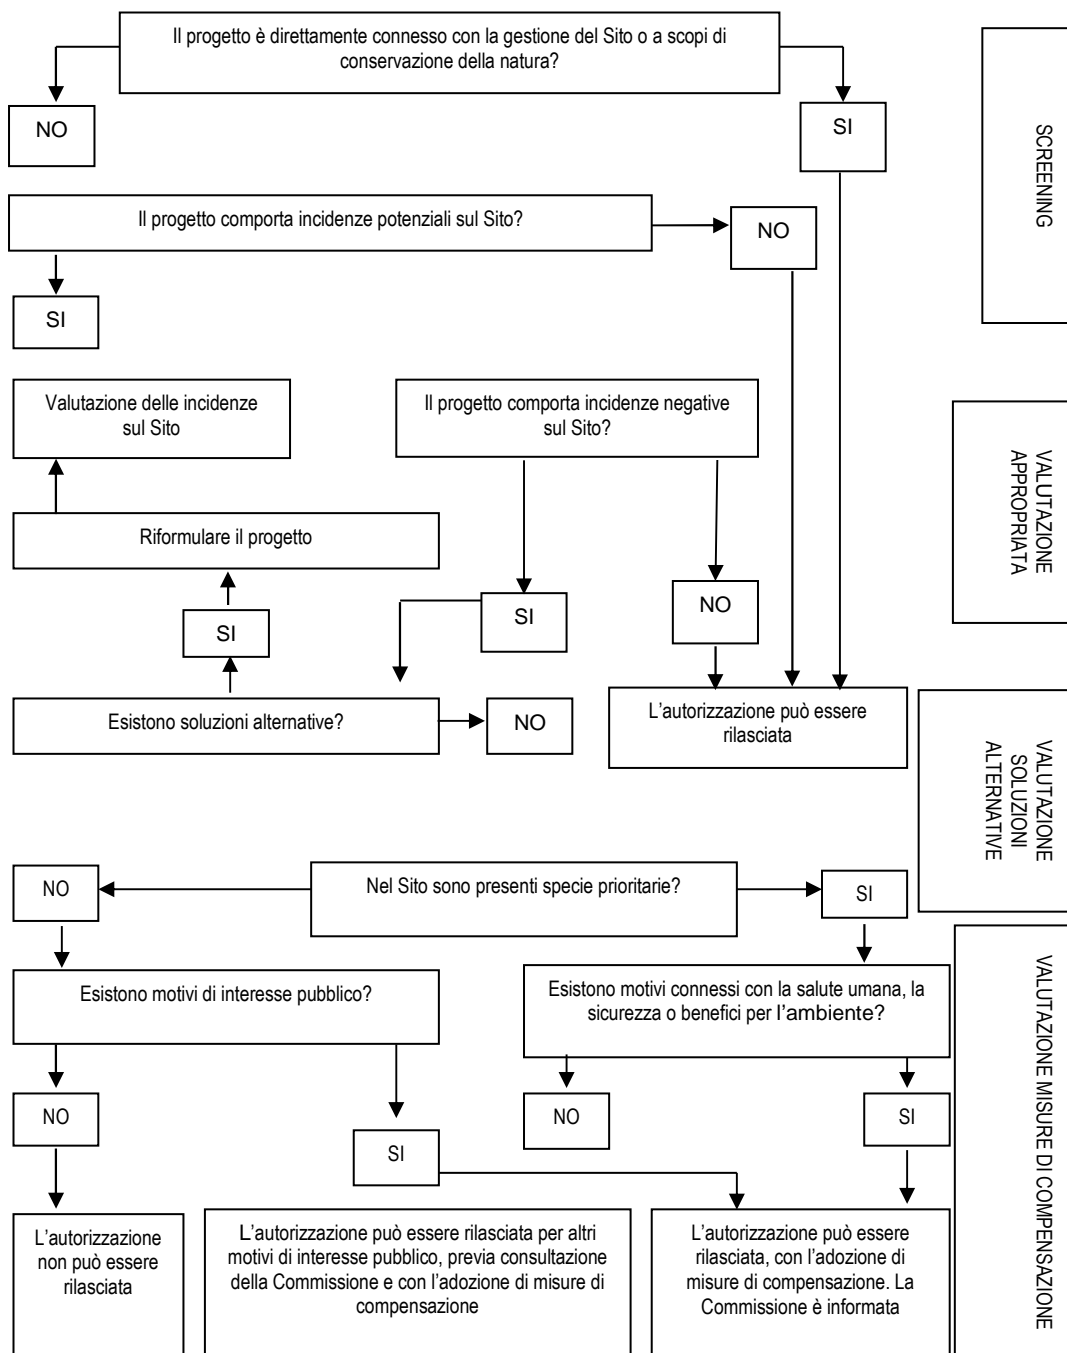 Il progetto è direttamente connesso con la gestione del Sito o a scopi di
conservazione della natura?
NO
SI
SCREENING
Il progetto comporta incidenze potenziali sul Sito?
NO
SI
Valutazione delle incidenze
sul Sito
Il progetto comporta incidenze negative
sul Sito?
VALUTAZIONE
APPROPRIATA
Riformulare il progetto
SI
SI
NO
Esistono soluzioni alternative?
NO
L'autorizzazione può essere
rilasciata
VALUTAZIONE
SOLUZIONI
ALTERNATIVE
NO
Nel Sito sono presenti specie prioritarie?
SI
Esistono motivi di interesse pubblico?
Esistono motivi connessi con la salute umana, la
sicurezza o benefici per l'ambiente?
VALUTAZIONE MISURE DI COMPENSAZIONE
NO
SI
NO
SI
L'autorizzazione
non può essere
rilasciata
L'autorizzazione può essere rilasciata per altri
motivi di interesse pubblico, previa consultazione
della Commissione e con l'adozione di misure di
compensazione
L'autorizzazione può essere
rilasciata, con l'adozione di
misure di compensazione. La
Commissione è informata